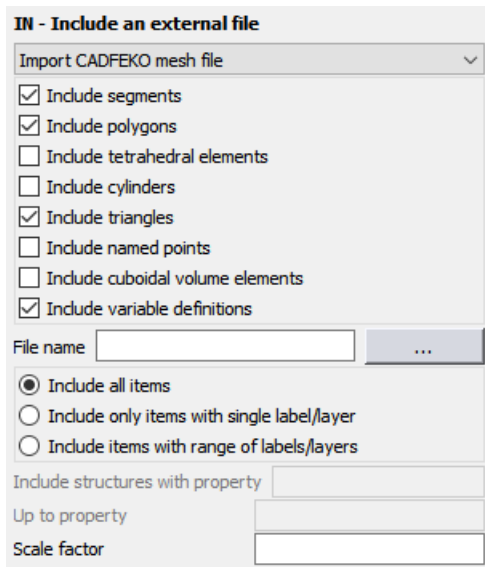 IN - Include an external file
Import CADFEKO mesh file
Include segments
Include polygons
Include tetrahedral elements
Include cylinders
Include triangles
Include named points
Include cuboidal volume elements
Include variable definitions
File name ...
Include all items
Include only items with single label/layer
Include items with range of labels/layers
Include structures with property
Up to property
Scale factor